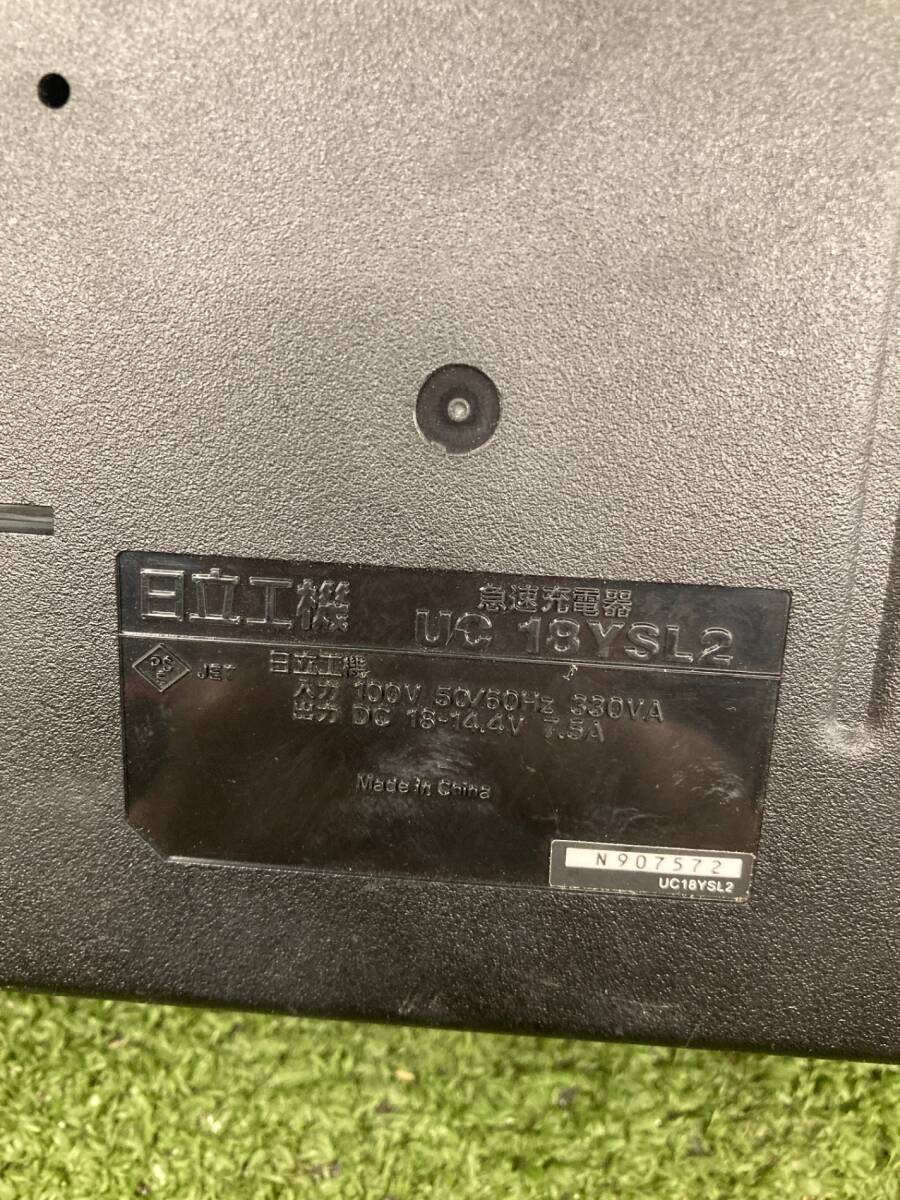 日立工機
急速充電器
UC 18YSL2
PS
E
JET
日立工機
入力 100V 50/60Hz 330VA
出力 DC 18-14.4V 7.5A
Made in China
N907572
UC18YSL2